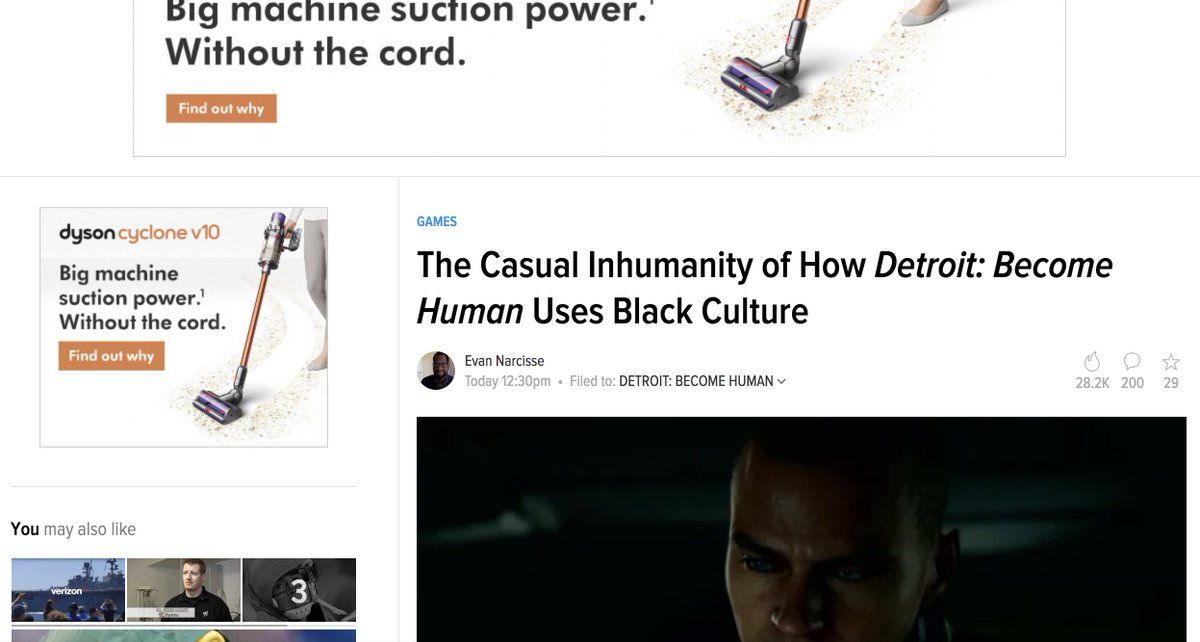 Big machine suction power.¹
Without the cord.
Find out why
dyson cyclone v10
Big machine
suction power.¹
Without the cord.
Find out why
You may also like
verizon
3
GAMES
The Casual Inhumanity of How Detroit: Become
Human Uses Black Culture
Evan Narcisse
Today 12:30pm • Filed to: DETROIT: BECOME HUMAN
28.2K 200 29